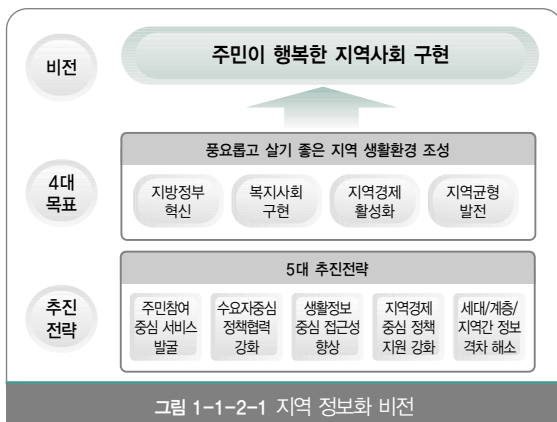 비전
주민이 행복한 지역사회 구현
4대
목표
풍요롭고 살기 좋은 지역 생활환경 조성
지방정부
혁신
복지사회
구현
지역경제
활성화
지역균형
발전
추진
전략
5대 추진전략
주민참여
중심 서비스
발굴
수요자중심
정책협력
강화
생활정보
중심 접근성
향상
지역경제
중심 정책
지원 강화
세대/계층/
지역간 정보
격차 해소
그림 1-1-2-1 지역 정보화 비전